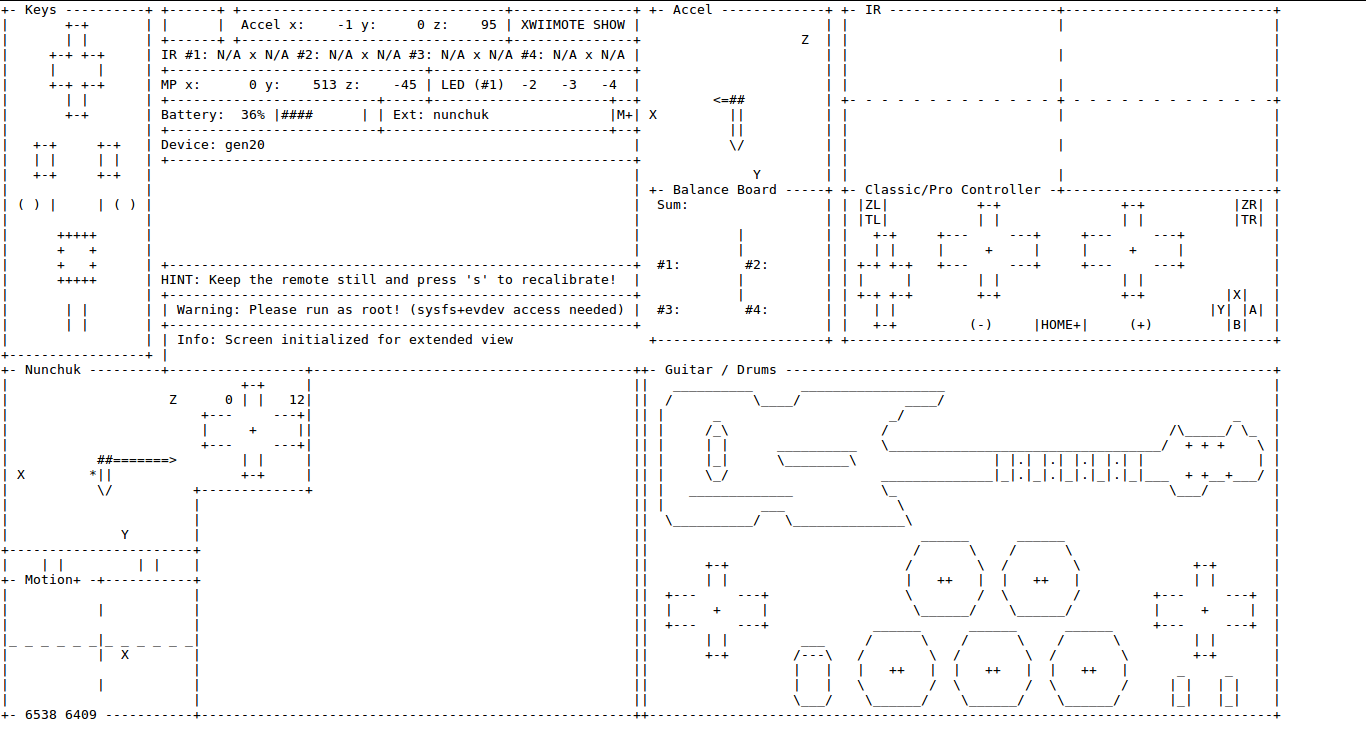 Keys
Accel x: -1 y: 0 z: 95 | XWIIMOTE SHOW
IR #1: N/A x N/A #2: N/A x N/A #3: N/A x N/A #4: N/A x N/A
MP x: 0 y: 513 z: -45 | LED (#1) -2 -3 -4
Battery: 36% |#### | | Ext: nunchuk |M+|
Device: gen20
HINT: Keep the remote still and press 's' to recalibrate!
Warning: Please run as root! (sysfs+evdev access needed)
Info: Screen initialized for extended view
Accel
Z
<=##
X
Y
Balance Board
Sum:
#1: #2:
#3: #4:
IR
Classic/Pro Controller
|ZL| |ZR|
|TL| |TR|
|X|
|Y| |A|
(-) |HOME+| (+) |B|
Nunchuk
Z 0 | | 12|
##=======>
X *||
Y
Motion+
X
6538 6409
Guitar / Drums